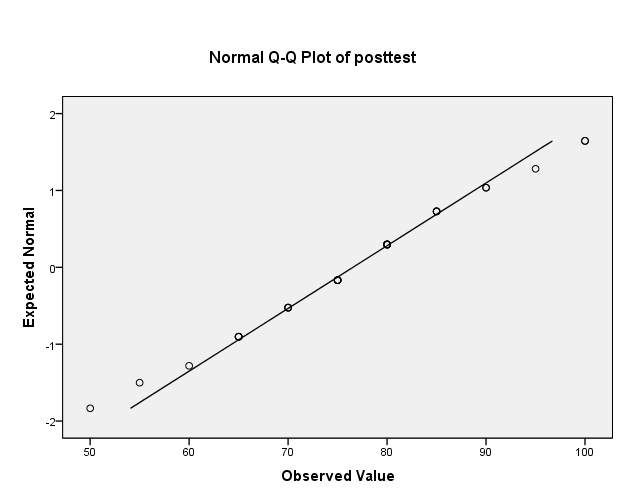 Normal Q-Q Plot of posttest
2
1
0
-1
-2
Expected Normal
50 60 70 80 90 100
Observed Value